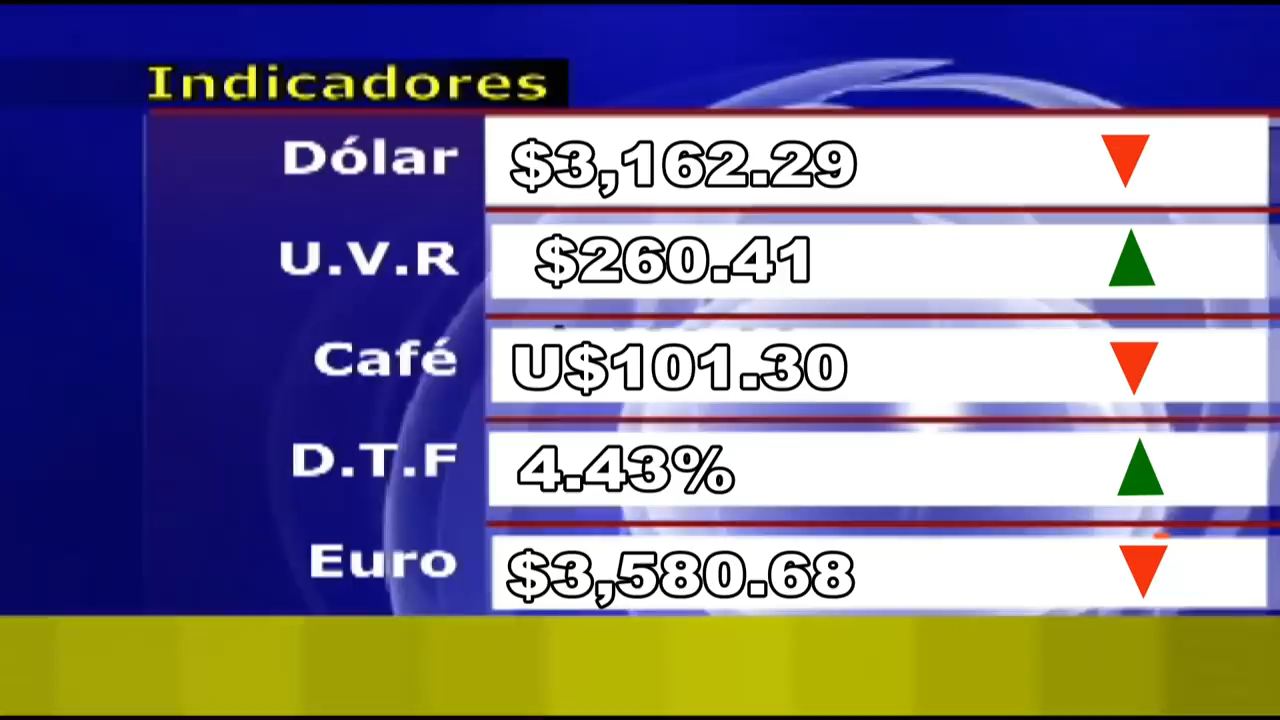 Indicadores
Dólar $3,162.29
U.V.R $260.41
Café U$101.30
D.T.F 4.43%
Euro $3,580.68